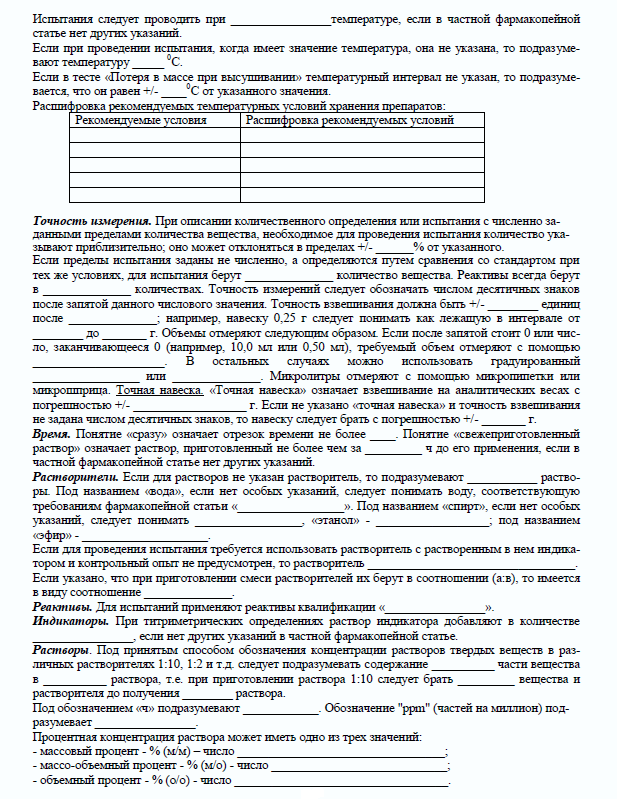 Испытания следует проводить при ________________температуре, если в частной фармакопейной
статье нет других указаний.
Если при проведении испытания, когда имеет значение температура, она не указана, то подразуме-
вают температуру _____ ⁰С.
Если в тесте «Потеря в массе при высушивании» температурный интервал не указан, то подразуме-
вается, что он равен +/- ____⁰С от указанного значения.
Расшифровка рекомендуемых температурных условий хранения препаратов:
Рекомендуемые условия Расшифровка рекомендуемых условий
Точность измерения. При описании количественного определения или испытания с численно за-
данными пределами количества вещества, необходимое для проведения испытания количество ука-
зывают приблизительно; оно может отклоняться в пределах +/- ______% от указанного.
Если пределы испытания заданы не численно, а определяются путем сравнения со стандартом при
тех же условиях, для испытания берут ______________ количество вещества. Реактивы всегда берут
в ______________ количествах. Точность измерений следует обозначать числом десятичных знаков
после запятой данного числового значения. Точность взвешивания должна быть +/- ________ единиц
после ______________; например, навеску 0,25 г следует понимать как лежащую в интервале от
________ до _______ г. Объемы отмеряют следующим образом. Если после запятой стоит 0 или чис-
ло, заканчивающееся 0 (например, 10,0 мл или 0,50 мл), требуемый объем отмеряют с помощью
_____________________. В остальных случаях можно использовать градуированный
_________________ или ______________. Микролитры отмеряют с помощью микропипетки или
микрошприца. Точная навеска. «Точная навеска» означает взвешивание на аналитических весах с
погрешностью +/- __________________ г. Если не указано «точная навеска» и точность взвешивания
не задана числом десятичных знаков, то навеску следует брать с погрешностью +/- _______ г.
Время. Понятие «сразу» означает отрезок времени не более ____. Понятие «свежеприготовленный
раствор» означает раствор, приготовленный не более чем за _________ ч до его применения, если в
частной фармакопейной статье нет других указаний.
Растворители. Если для растворов не указан растворитель, то подразумевают ___________ раство-
ры. Под названием «вода», если нет особых указаний, следует понимать воду, соответствующую
требованиям фармакопейной статьи «_________________». Под названием «спирт», если нет особых
указаний, следует понимать _________________, «этанол» - __________________; под названием
«эфир» - ____________________.
Если для проведения испытания требуется использовать растворитель с растворенным в нем индика-
тором и контрольный опыт не предусмотрен, то растворитель _________________________________.
Если указано, что при приготовлении смеси растворителей их берут в соотношении (а:в), то имеется
в виду соотношение ______________.
Реактивы. Для испытаний применяют реактивы квалификации «________________».
Индикаторы. При титриметрических определениях раствор индикатора добавляют в количестве
________________, если нет других указаний в частной фармакопейной статье.
Растворы. Под принятым способом обозначения концентрации растворов твердых веществ в раз-
личных растворителях 1:10, 1:2 и т.д. следует подразумевать содержание __________ части вещества
в __________ раствора, т.е. при приготовлении раствора 1:10 следует брать _________ вещества и
растворителя до получения ________ раствора.
Под обозначением «ч» подразумевают ____________. Обозначение "ppm" (частей на миллион) под-
разумевает ________________.
Процентная концентрация раствора может иметь одно из трех значений:
- массовый процент - % (м/м) – число _________________________________;
- массо-объемный процент - % (м/о) - число ____________________________;
- объемный процент - % (о/о) - число __________________________________.